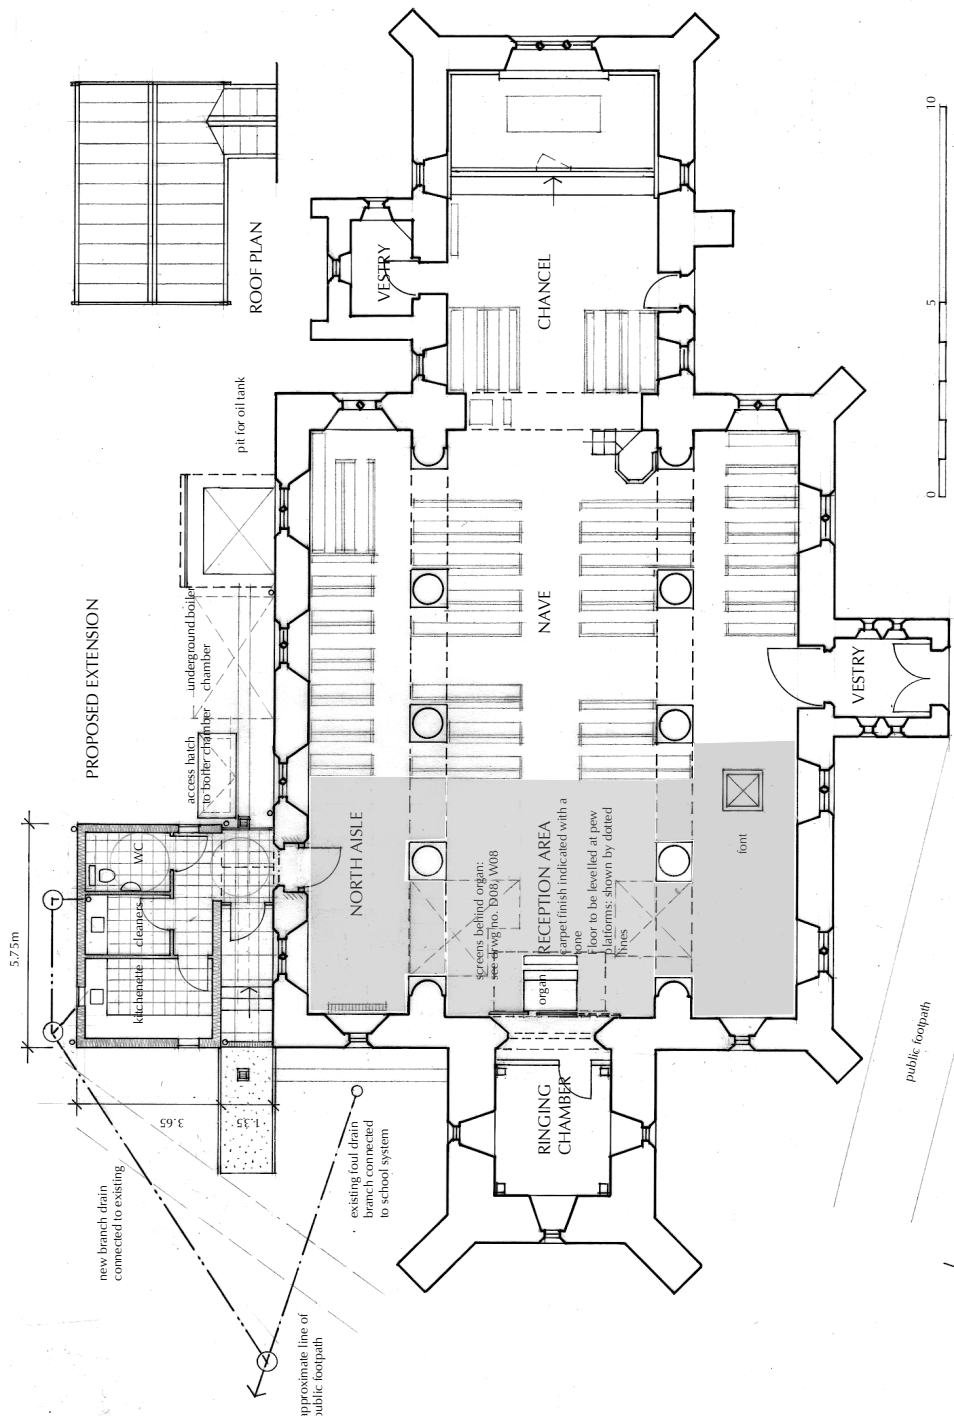 ROOF PLAN
VESTRY
CHANCEL
10
5
0
pit for oil tank
PROPOSED EXTENSION
underground boiler
chamber
access hatch
to boiler chamber
NAVE
VESTRY
5.75m
WC
cleaners
kitchenette
NORTH AISLE
screens behind organ:
see drwg no. D08, W08
RECEPTION AREA
carpet finish indicated with a
tone
Floor to be levelled at pew
platforms: shown by dotted
lines
font
organ
3.65
1.35
RINGING
CHAMBER
public footpath
new branch drain
connected to existing
existing foul drain
branch connected
to school system
approximate line of
public footpath